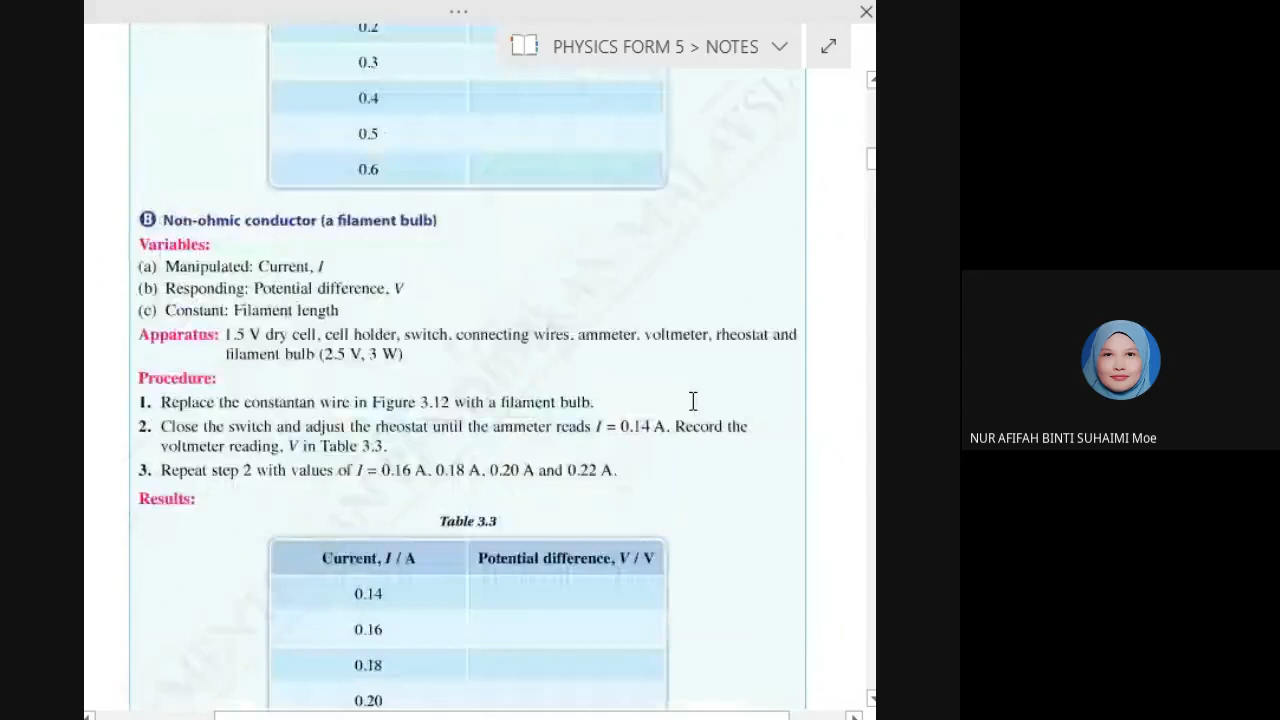 0.2
PHYSICS FORM 5 > NOTES
0.3
0.4
0.5
0.6
B Non-ohmic conductor (a filament bulb)
Variables:
(a) Manipulated: Current, I
(b) Responding: Potential difference, V
(c) Constant: Filament length
Apparatus: 1.5 V dry cell, cell holder, switch, connecting wires, ammeter, voltmeter, rheostat and
filament bulb (2.5 V, 3 W)
Procedure:
1. Replace the constantan wire in Figure 3.12 with a filament bulb.
2. Close the switch and adjust the rheostat until the ammeter reads I = 0.14 A. Record the
voltmeter reading, V in Table 3.3.
3. Repeat step 2 with values of I = 0.16 A, 0.18 A, 0.20 A and 0.22 A.
Results:
Table 3.3
Current, I / A Potential difference, V / V
0.14
0.16
0.18
0.20
NUR AFIFAH BINTI SUHAIMI Moe